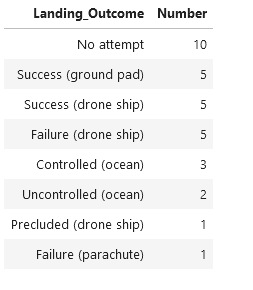 Landing_Outcome Number
No attempt 10
Success (ground pad) 5
Success (drone ship) 5
Failure (drone ship) 5
Controlled (ocean) 3
Uncontrolled (ocean) 2
Precluded (drone ship) 1
Failure (parachute) 1